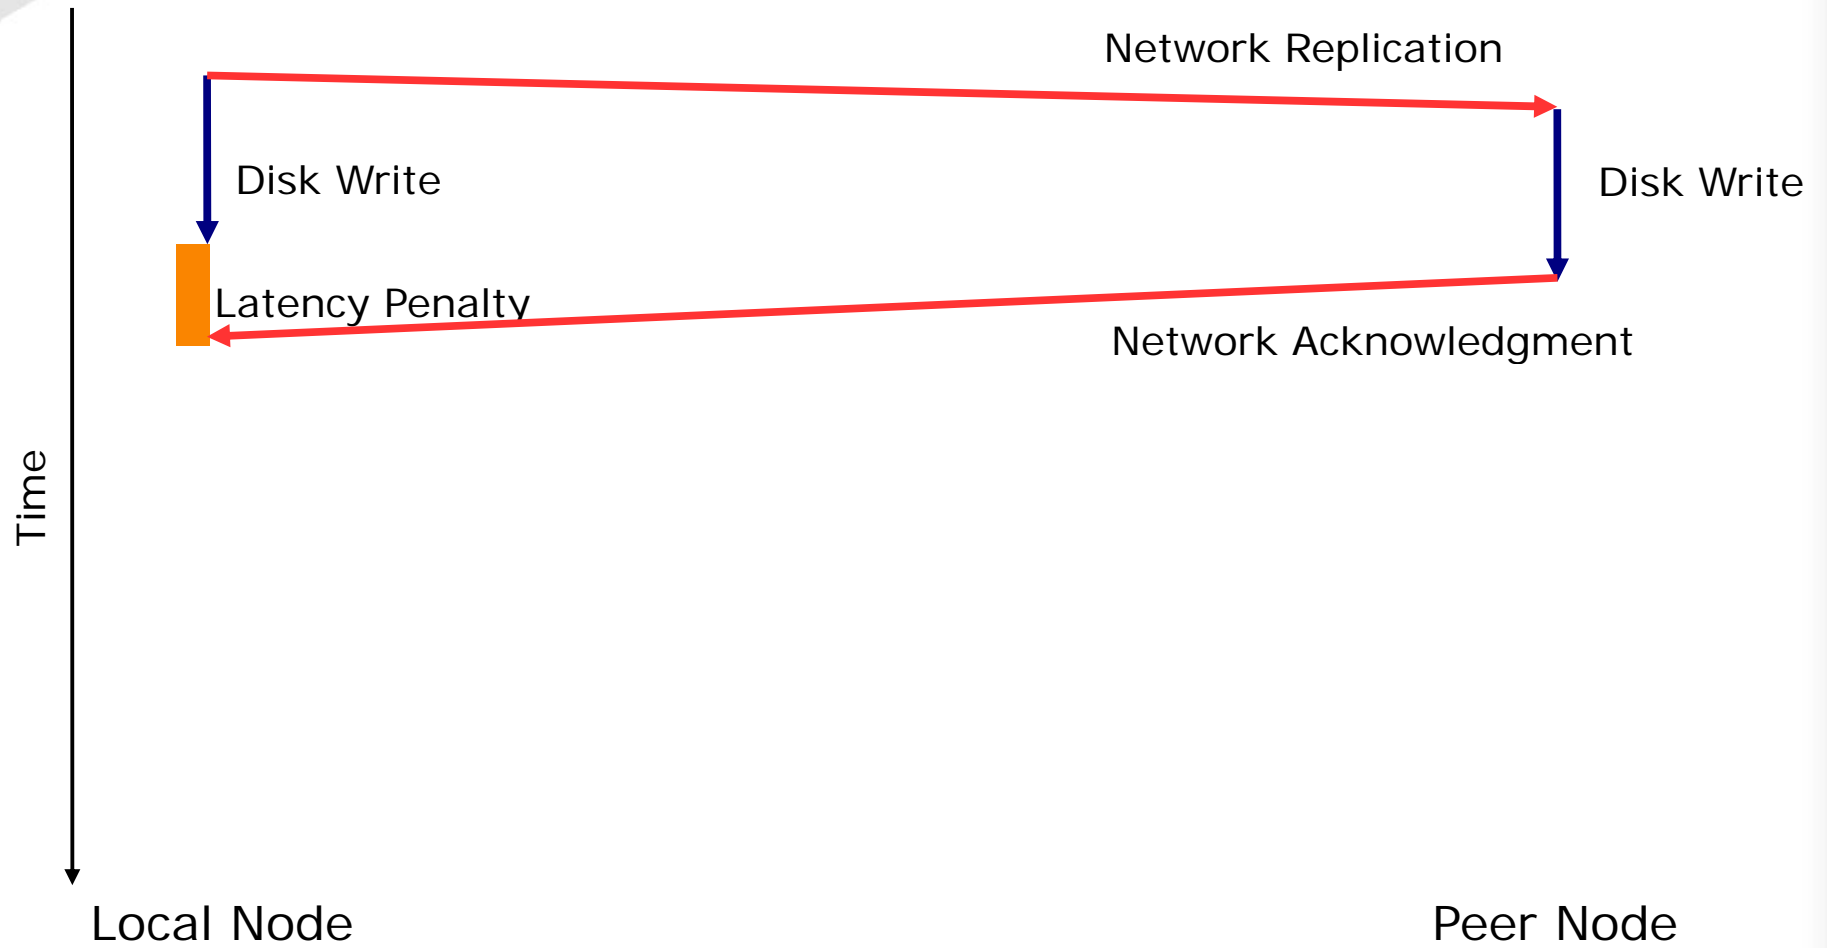 Network Replication
Disk Write
Disk Write
Latency Penalty
Network Acknowledgment
Time
Local Node
Peer Node